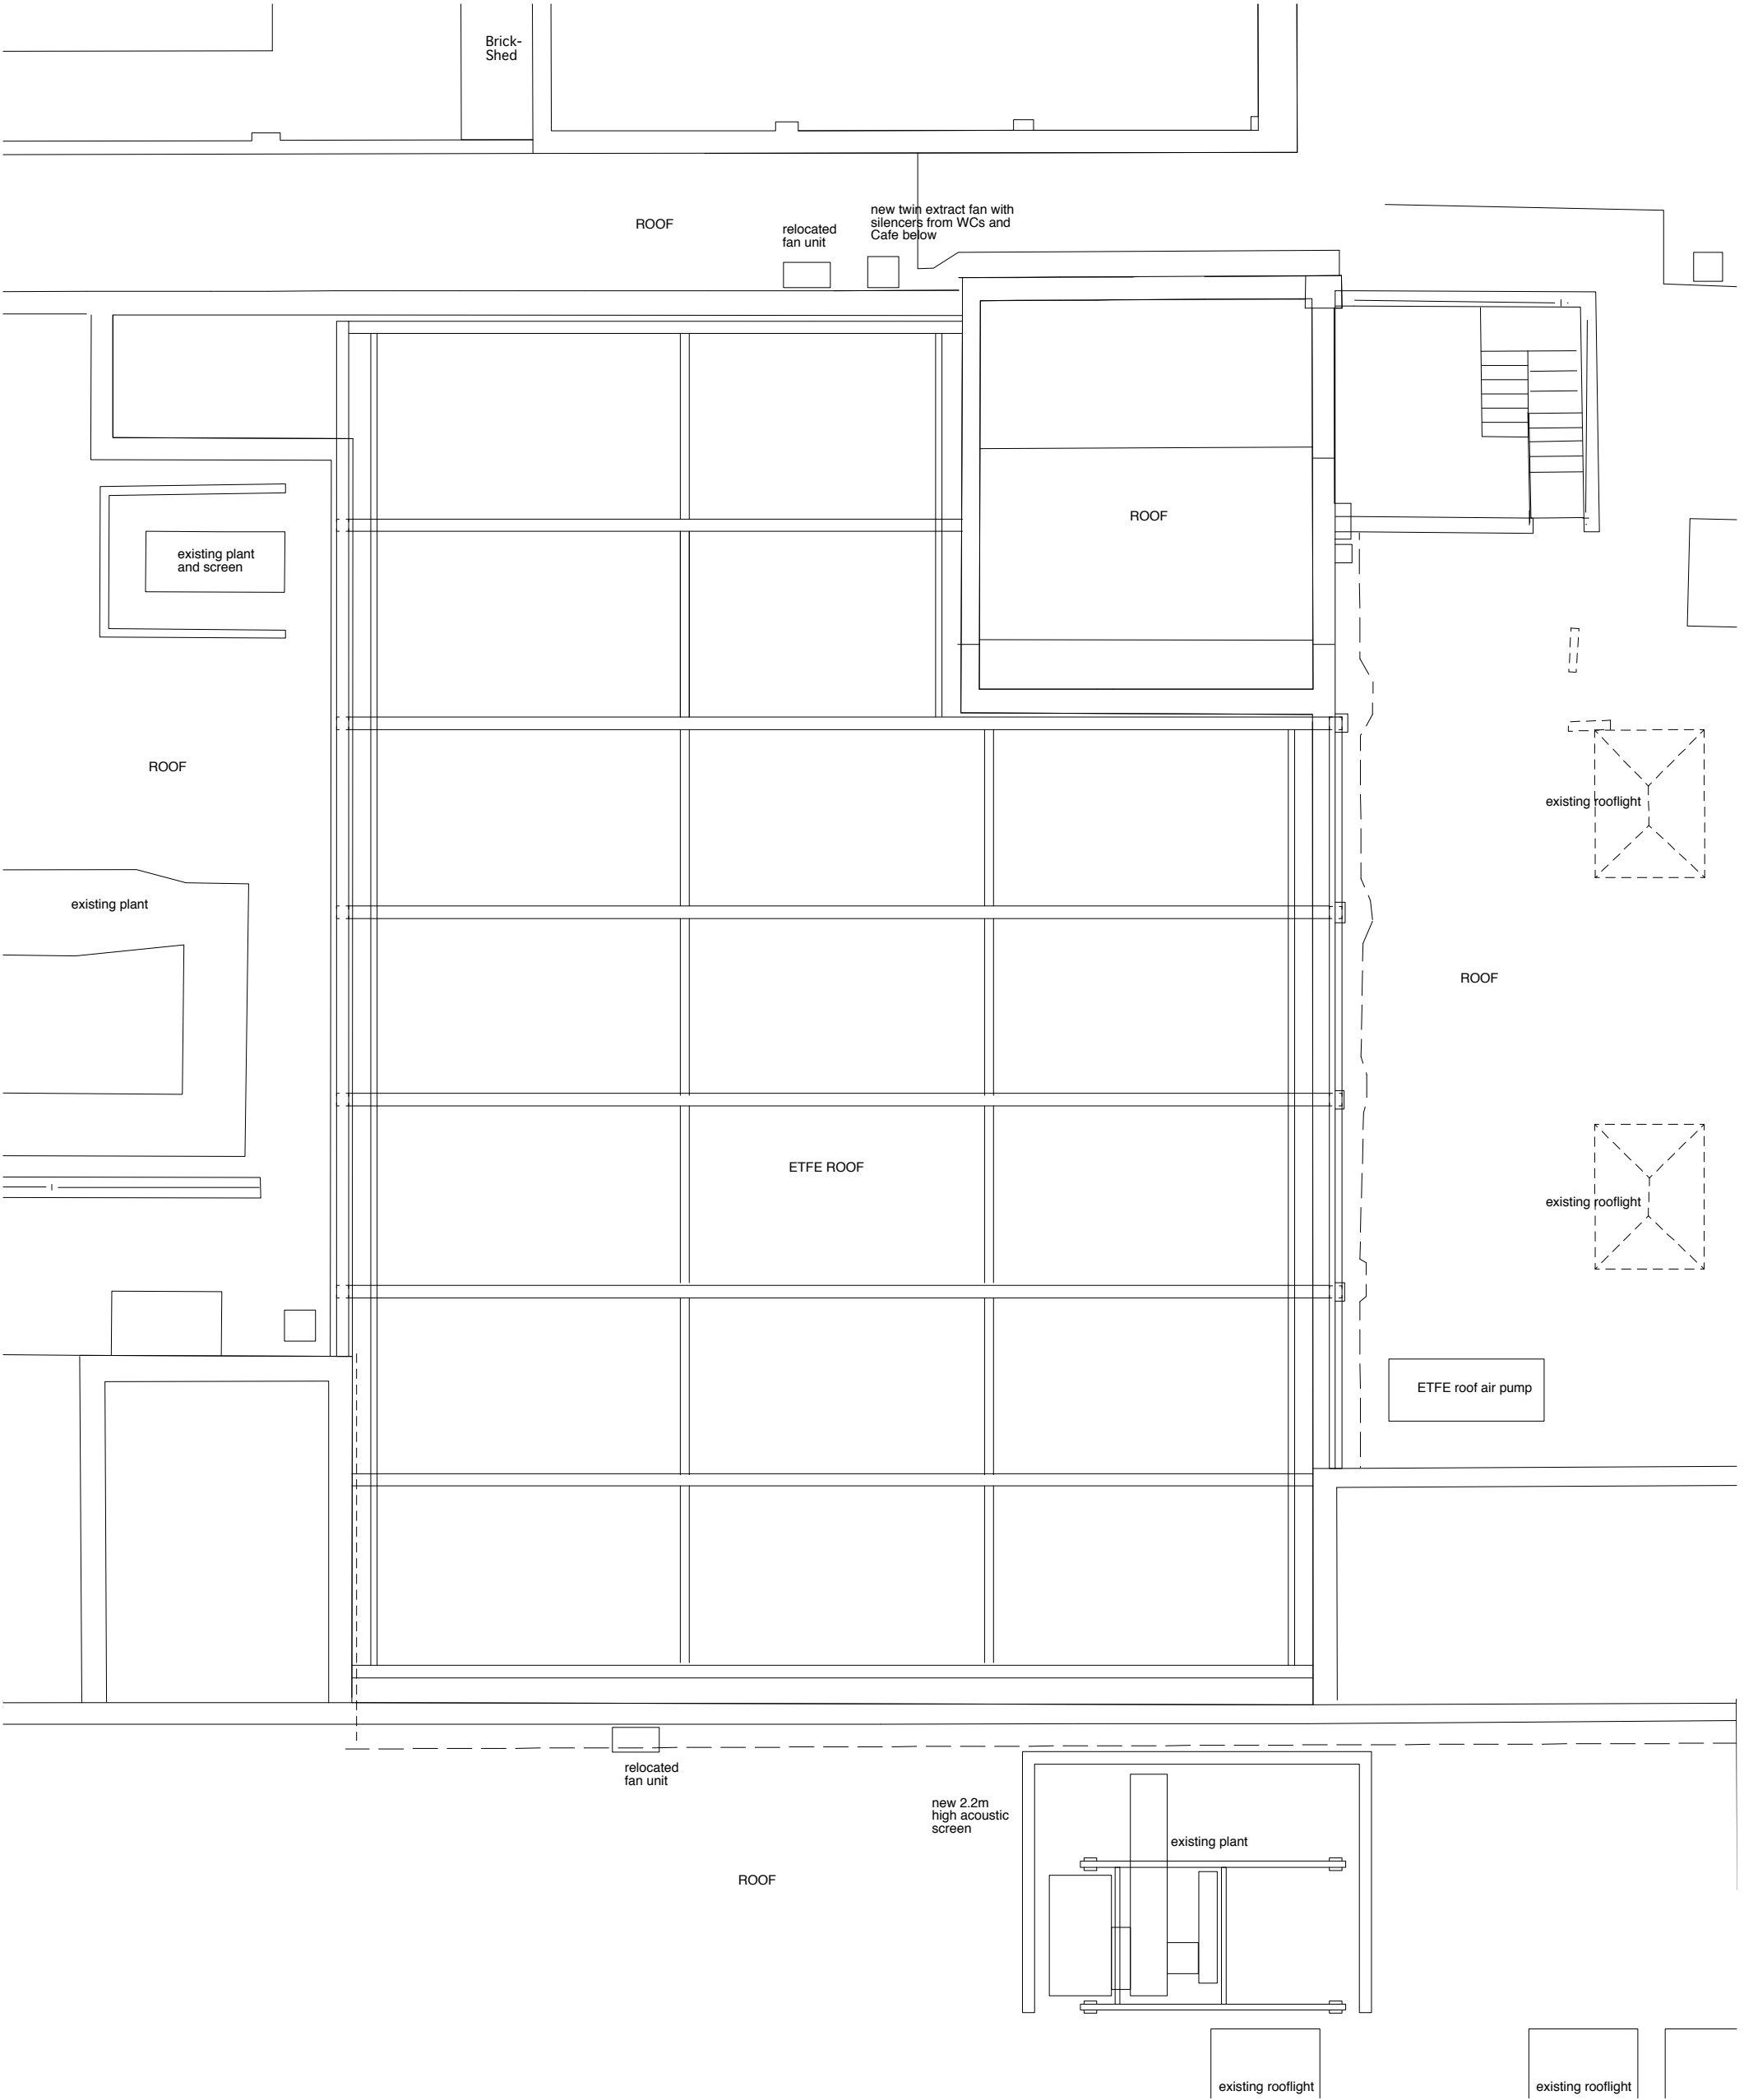 Brick-
Shed
ROOF
relocated
fan unit
new twin extract fan with
silencers from WCs and
Cafe below
ROOF
existing plant
and screen
ROOF
existing rooflight
existing plant
ROOF
ETFE ROOF
existing rooflight
ETFE roof air pump
relocated
fan unit
new 2.2m
high acoustic
screen
existing plant
ROOF
existing rooflight
existing rooflight